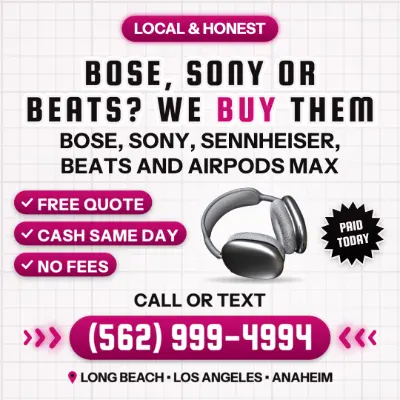 LOCAL & HONEST
BOSE, SONY OR
BEATS? WE BUY THEM
BOSE, SONY, SENNHEISER,
BEATS AND AIRPODS MAX
FREE QUOTE
CASH SAME DAY
NO FEES
PAID
TODAY
CALL OR TEXT
(562) 999-4994
LONG BEACH • LOS ANGELES • ANAHEIM